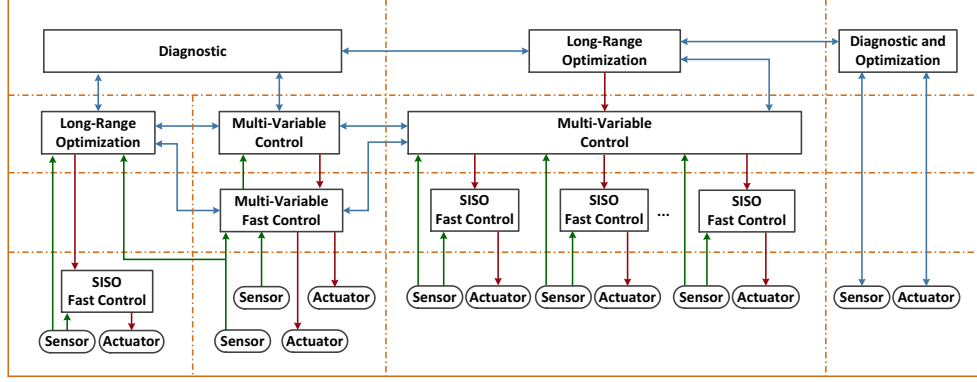 Diagnostic
Long-Range
Optimization
Diagnostic and
Optimization
Long-Range
Optimization
Multi-Variable
Control
Multi-Variable
Control
Multi-Variable
Fast Control
SISO
Fast Control
SISO
Fast Control
...
SISO
Fast Control
SISO
Fast Control
Sensor
Actuator
Sensor
Actuator
Sensor
Actuator
Sensor
Actuator
Sensor
Actuator
Sensor
Actuator
Sensor
Actuator